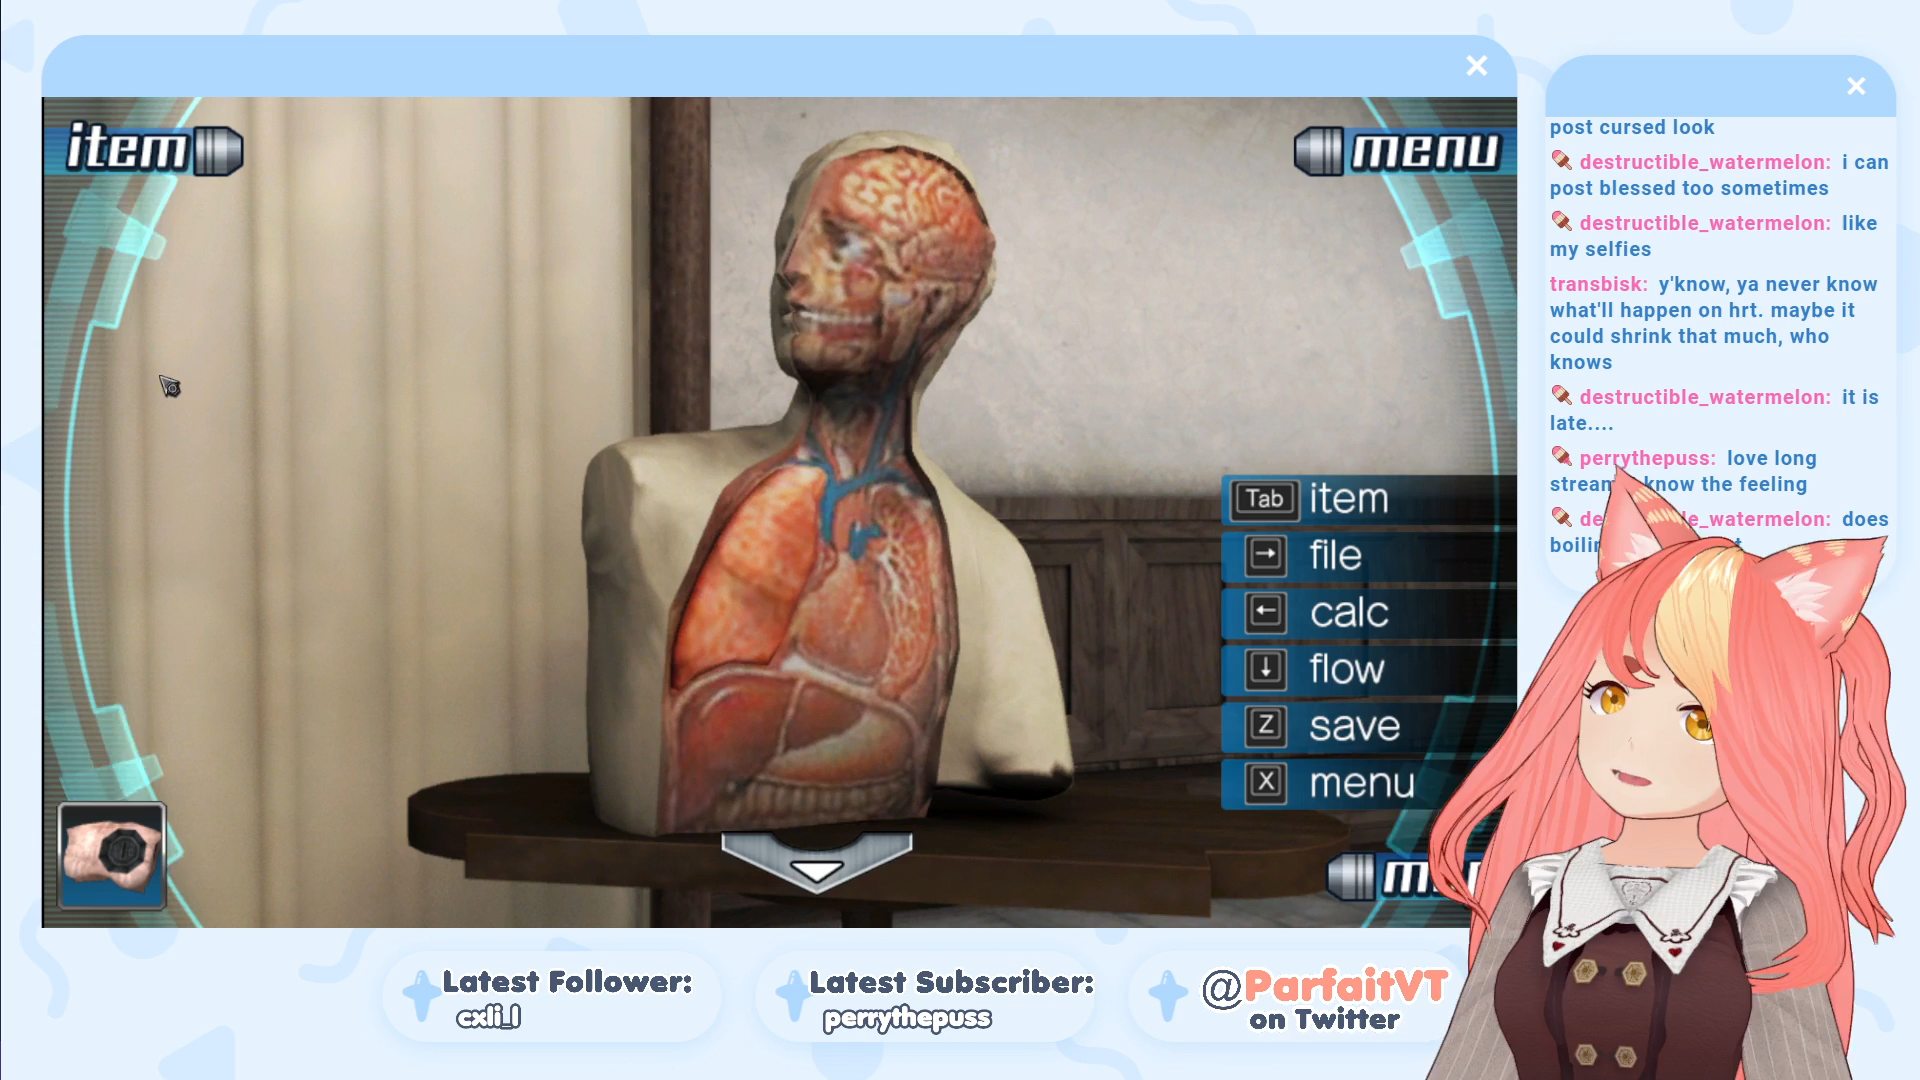 item
menu
post cursed look
destructible_watermelon: i can
post blessed too sometimes
destructible_watermelon: like
my selfies
transbisk: y'know, ya never know
what'll happen on hrt. maybe it
could shrink that much, who
knows
destructible_watermelon: it is
late....
perrythepuss: love long
know the feeling
does
Tab item
→ file
← calc
↓ flow
Z save
X menu
Latest Follower:
cxli_l
Latest Subscriber:
perrythepuss
@ParfaitVT
on Twitter